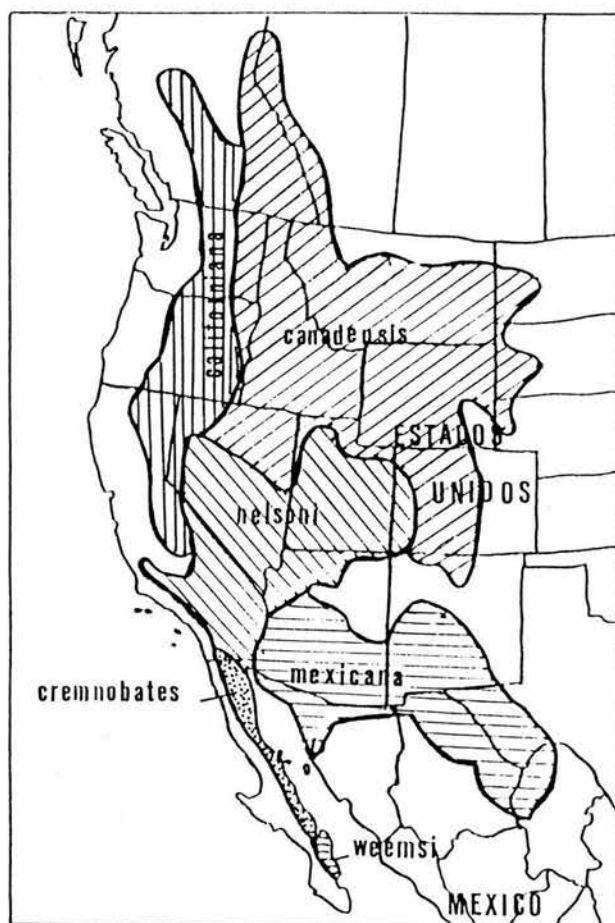 californiana
canadensis
ESTADOS
UNIDOS
nelsoni
mexicana
cremnobates
weemsi
MEXICO